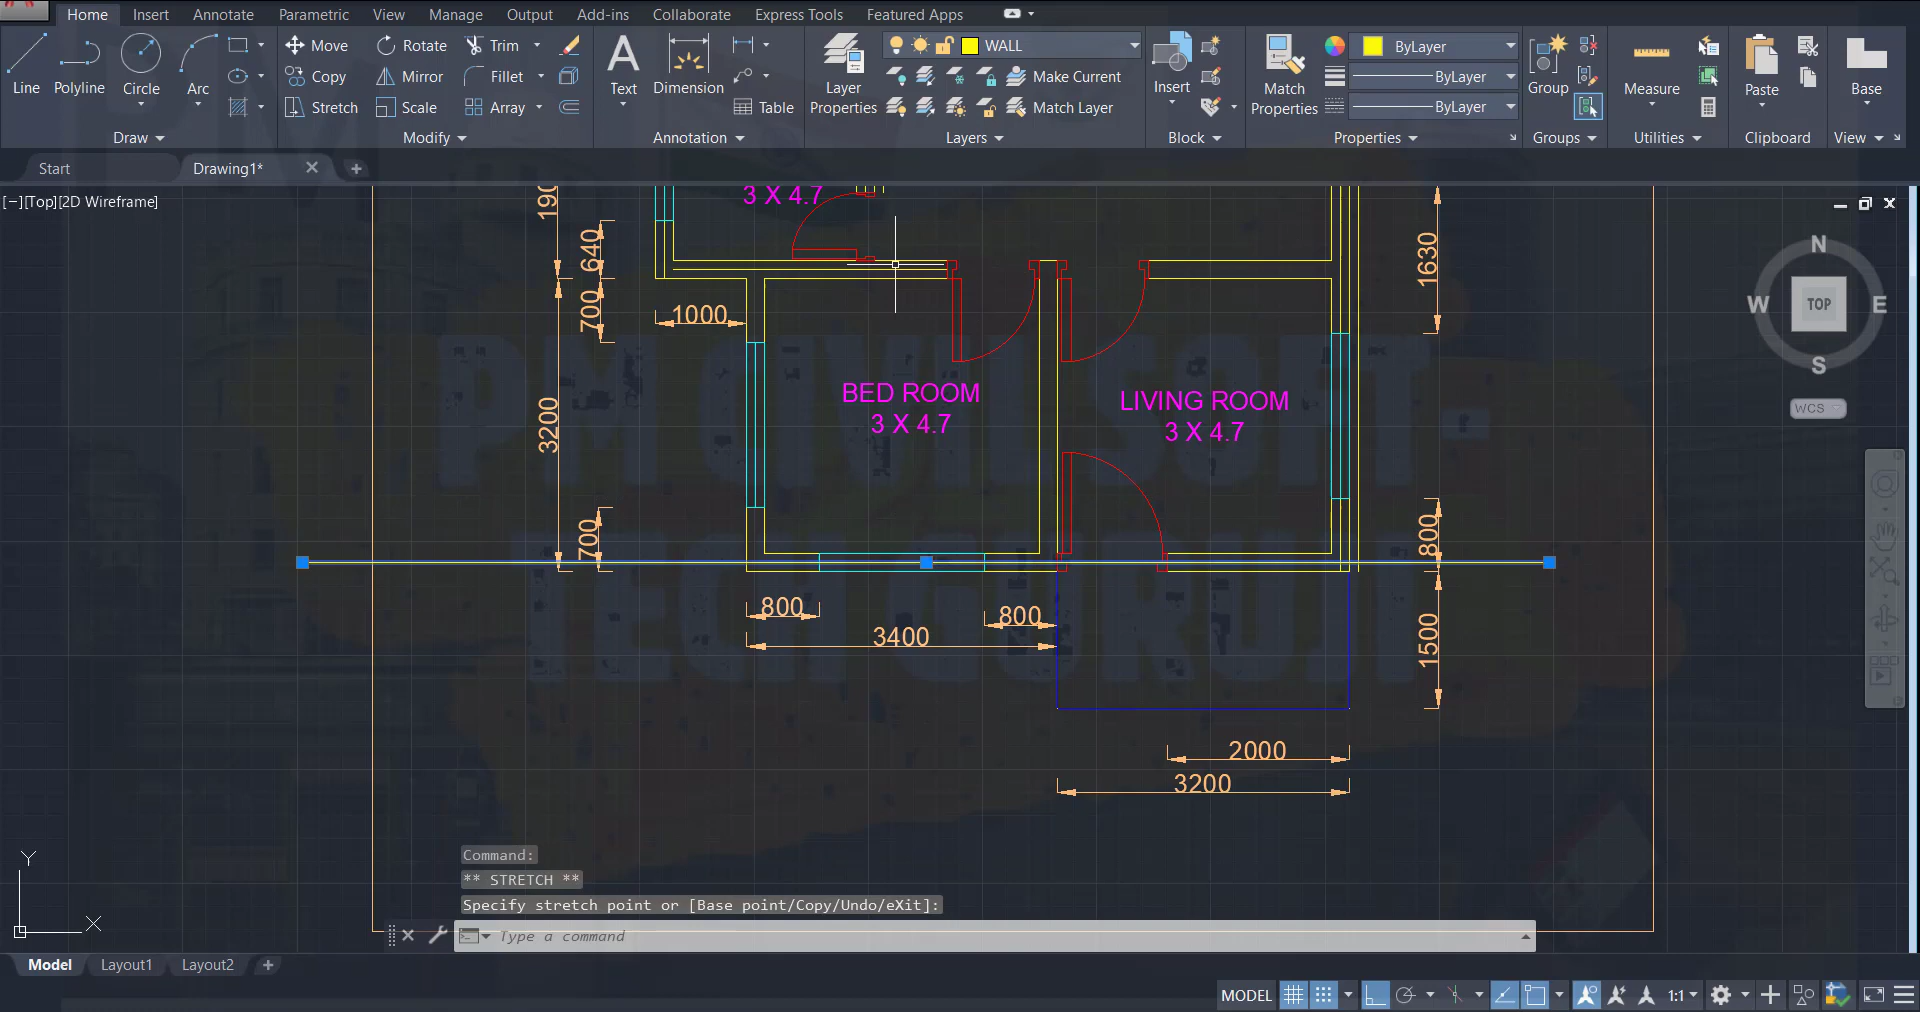 Home Insert Annotate Parametric View Manage Output Add-ins Collaborate Express Tools Featured Apps
Line Polyline Circle Arc
Move Rotate Trim
Copy Mirror Fillet
Stretch Scale Array
Text Dimension Table
Layer Properties
WALL
Make Current
Match Layer
Insert
Match Properties
ByLayer
ByLayer
ByLayer
Group Measure Paste Base
Draw Modify Annotation Layers Block Properties Groups Utilities Clipboard View
Start Drawing1*
[−][Top][2D Wireframe]
3 X 4.7
190
640
700
1000
3200
700
BED ROOM
3 X 4.7
LIVING ROOM
3 X 4.7
1630
800
1500
800
800
3400
2000
3200
PM CIVILSOFT-
TECH GURUJI
N
W TOP E
S
WCS
Y
X
Command:
** STRETCH **
Specify stretch point or [Base point/Copy/Undo/eXit]:
Type a command
Model Layout1 Layout2
MODEL 1:1